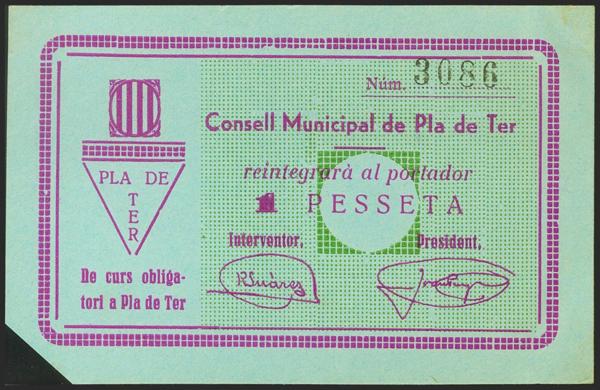 Núm. 3086
Consell Municipal de Pla de Ter
reintegrarà al portador
1 PESSETA
Interventor,
President,
R Suárez
PLA DE
TER
De curs obliga-
tori a Pla de Ter